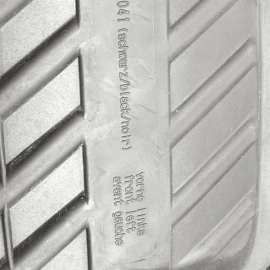 041 (schwarz/black/noir)
vorne links
front left
avant gauche